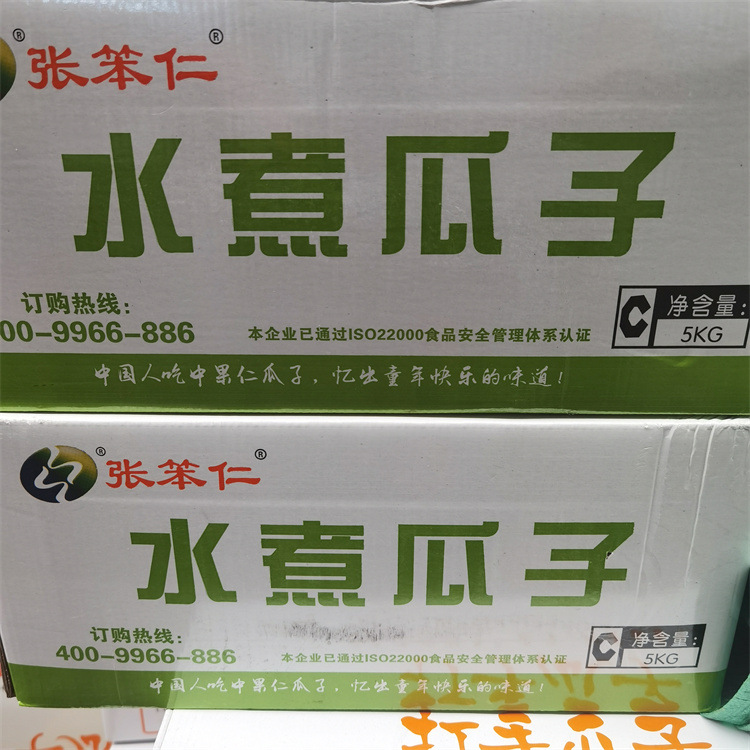 张笨仁®
水煮瓜子
订购热线：
00-9966-886
本企业已通过ISO22000食品安全管理体系认证
C
净含量：
5KG
中国人吃中果仁瓜子，忆出童年快乐的味道！
®张笨仁®
水煮瓜子
订购热线：
400-9966-886
本企业已通过ISO22000食品安全管理体系认证
C
净含量：
5KG
中国人吃中果仁瓜子，忆出童年快乐的味道！
打手瓜子